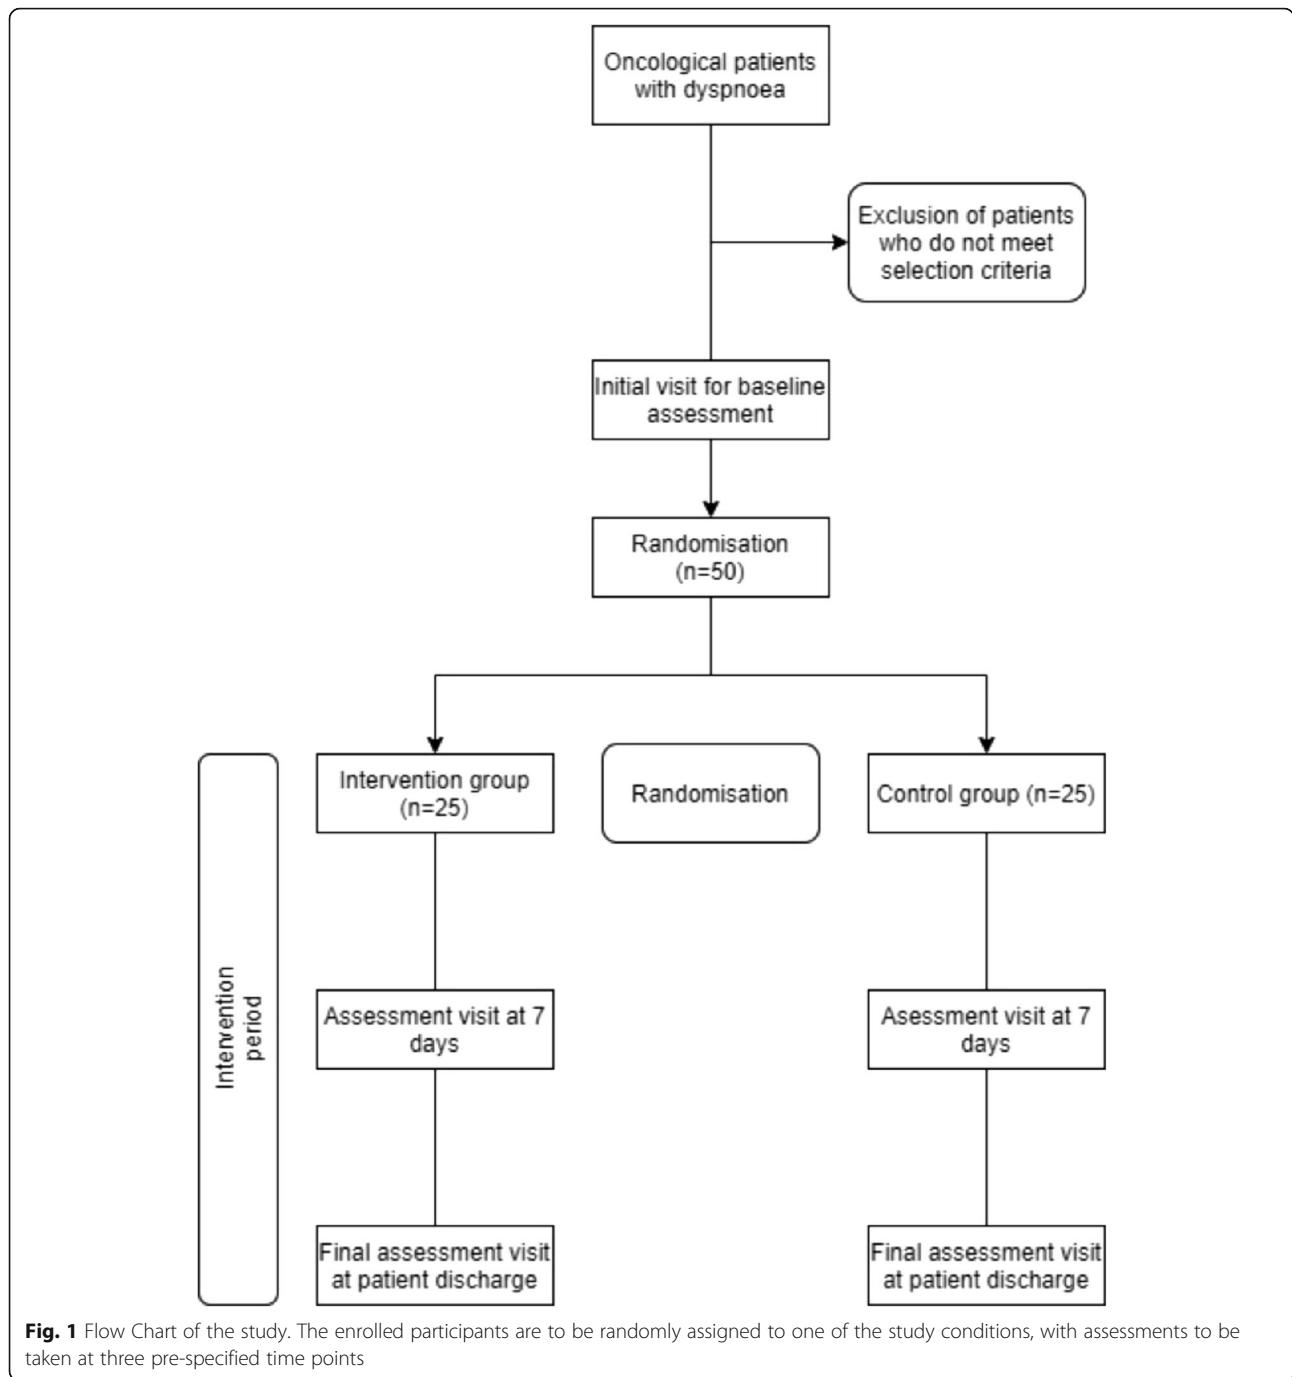 Oncological patients
with dyspnoea
Exclusion of patients
who do not meet
selection criteria
Initial visit for baseline
assessment
Randomisation
(n=50)
Intervention group
(n=25)
Randomisation
Control group (n=25)
Intervention
period
Assessment visit at 7
days
Asessment visit at 7
days
Final assessment visit
at patient discharge
Final assessment visit
at patient discharge
Fig. 1 Flow Chart of the study. The enrolled participants are to be randomly assigned to one of the study conditions, with assessments to be
taken at three pre-specified time points